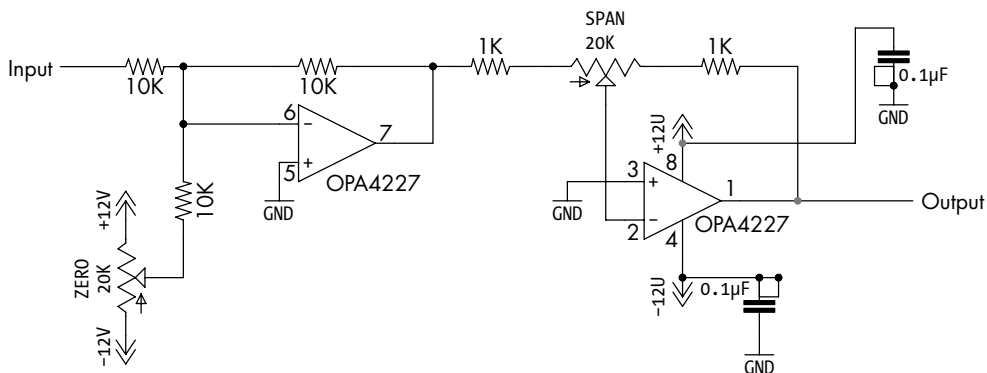 SPAN
20K
1K
1K
Input
10K
10K
0.1µF
GND
6
−
7
+
5
OPA4227
GND
+12U
8
3
+
1
Output
GND
−
2
OPA4227
4
10K
+12V
ZERO
20K
−12V
−12U
0.1µF
GND